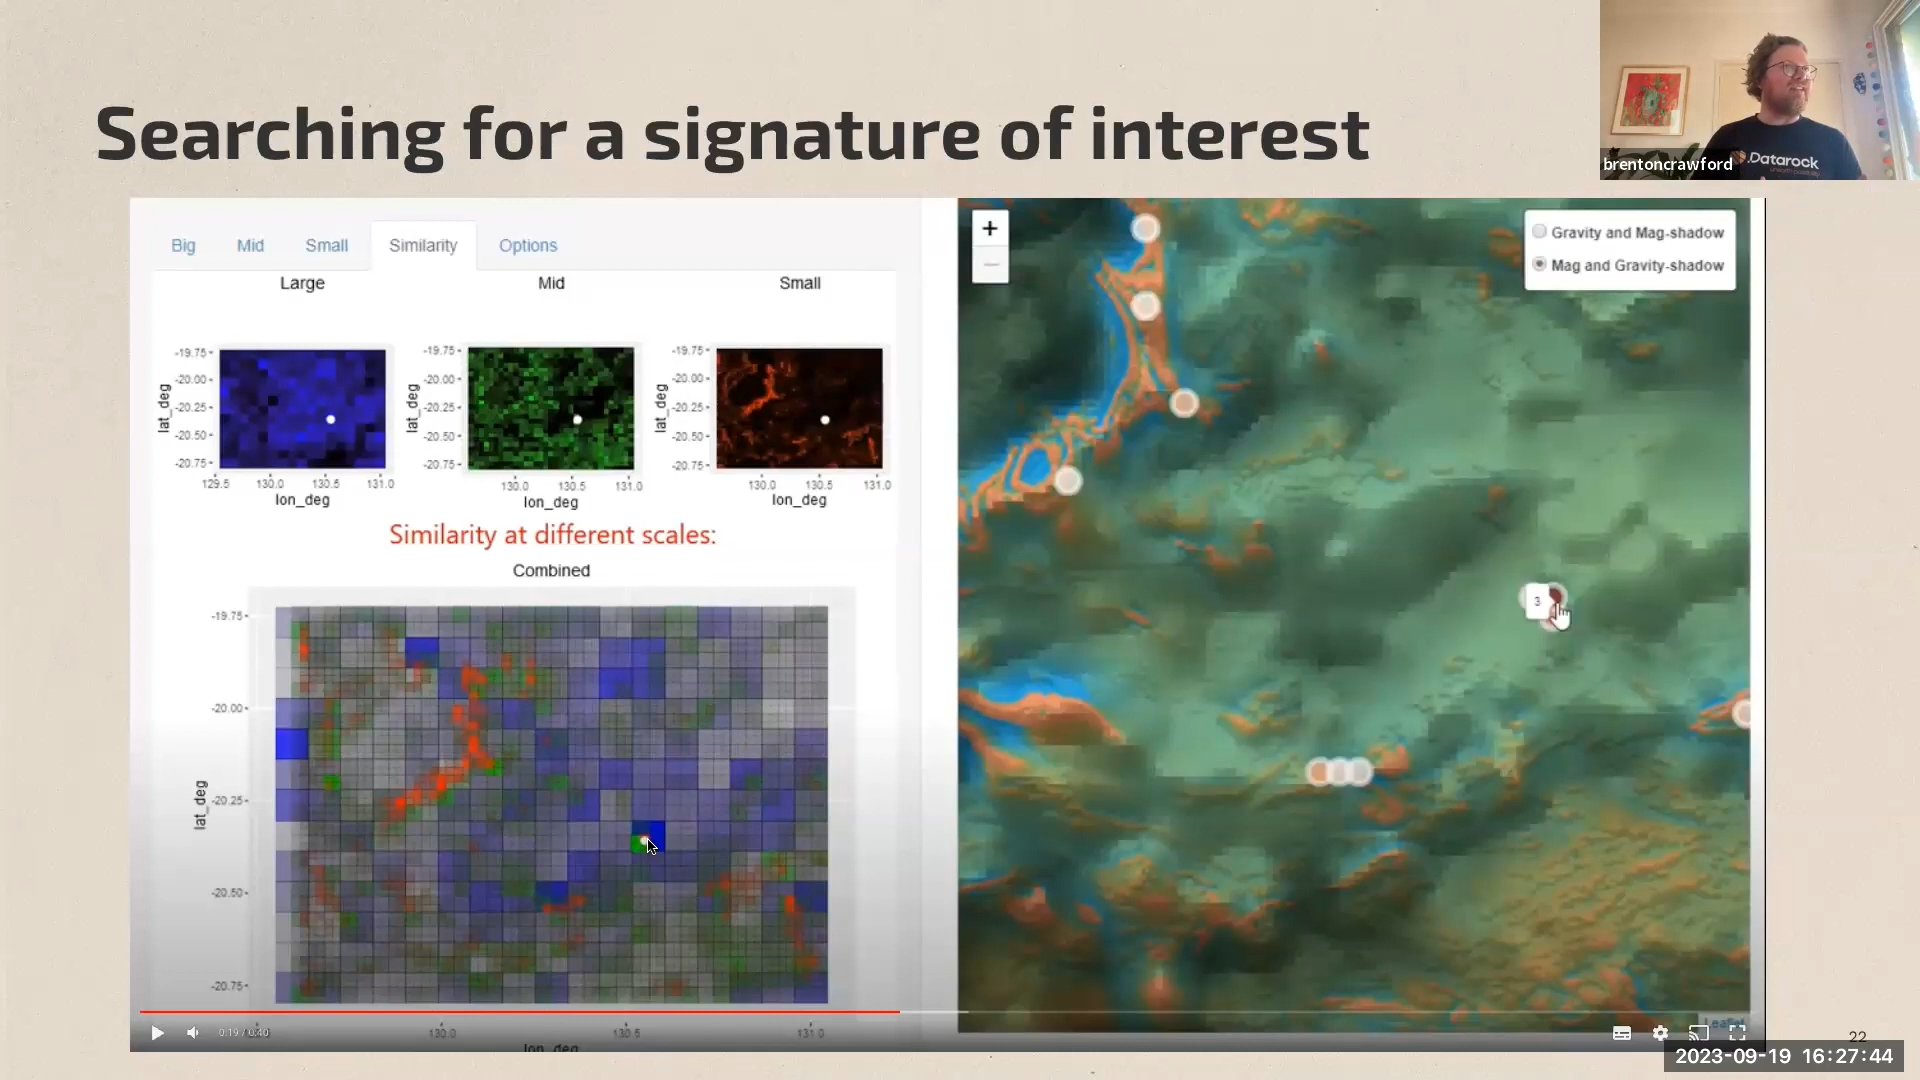 Searching for a signature of interest
brentoncrawford
Datarock
Big
Mid
Small
Similarity
Options
Large
Mid
Small
-19.75
-20.00
-20.25
-20.50
-20.75
lat_deg
129.5
130.0
130.5
131.0
lon_deg
-19.75
-20.00
-20.25
-20.50
-20.75
lat_deg
130.0
130.5
131.0
lon_deg
-19.75
-20.00
-20.25
-20.50
-20.75
lat_deg
130.0
130.5
131.0
lon_deg
Similarity at different scales:
Combined
-19.75
-20.00
-20.25
-20.50
-20.75
lat_deg
130.0
130.5
131.0
lon_deg
0:19 / 0:40
+
−
Gravity and Mag-shadow
Mag and Gravity-shadow
3
Leaflet
22
2023-09-19 16:27:44